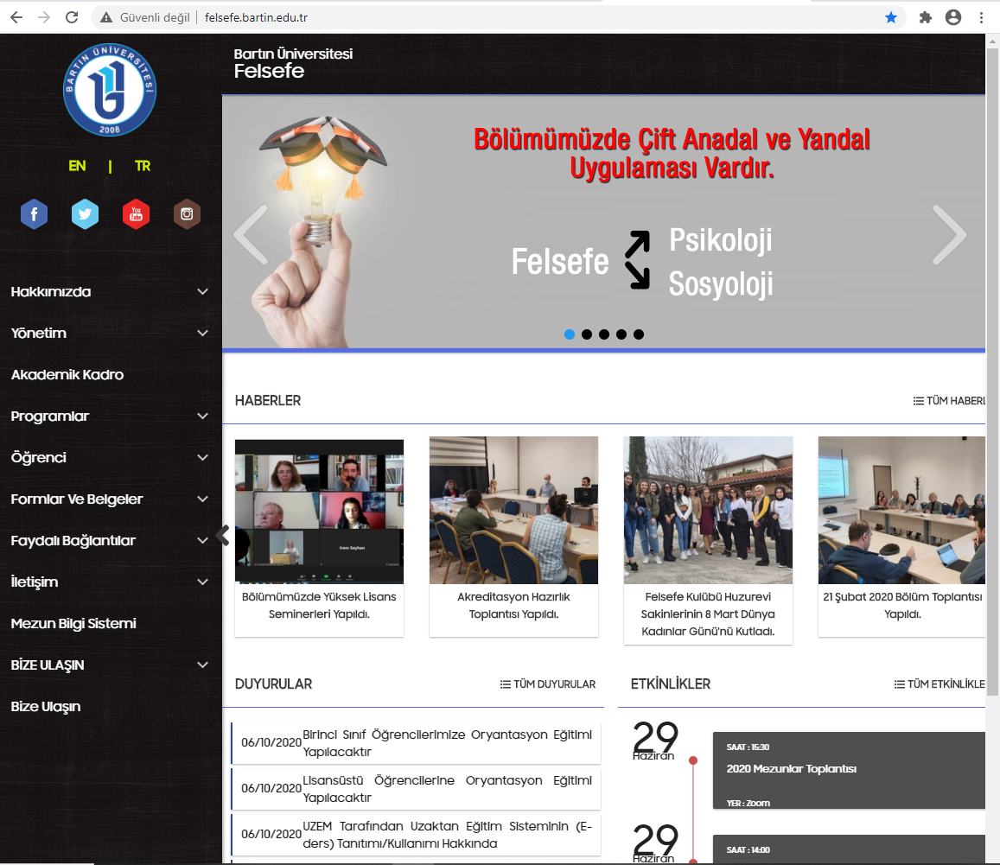 Güvenli değil
felsefe.bartin.edu.tr
BARTIN ÜNİVERSİTESİ
2008
EN | TR
You Tube
Hakkımızda
Yönetim
Akademik Kadro
Programlar
Öğrenci
Formlar Ve Belgeler
Faydalı Bağlantılar
İletişim
Mezun Bilgi Sistemi
BİZE ULAŞIN
Bize Ulaşın
Bartın Üniversitesi
Felsefe
Bölümümüzde Çift Anadal ve Yandal
Uygulaması Vardır.
Felsefe
Psikoloji
Sosyoloji
HABERLER
TÜM HABERL
Irem Seyhan
Bölümümüzde Yüksek Lisans
Seminerleri Yapıldı.
Akreditasyon Hazırlık
Toplantısı Yapıldı.
Felsefe Kulübü Huzurevi
Sakinlerinin 8 Mart Dünya
Kadınlar Günü'nü Kutladı.
21 Şubat 2020 Bölüm Toplantısı
Yapıldı.
DUYURULAR
TÜM DUYURULAR
06/10/2020 Birinci Sınıf Öğrencilerimize Oryantasyon Eğitimi
Yapılacaktır
06/10/2020 Lisansüstü Öğrencilerine Oryantasyon Eğitimi
Yapılacaktır
06/10/2020 UZEM Tarafından Uzaktan Eğitim Sisteminin (E-
ders) Tanıtımı/Kullanımı Hakkında
ETKİNLİKLER
TÜM ETKİNLİKLE
29
Haziran
SAAT : 15:30
2020 Mezunlar Toplantısı
YER : Zoom
29
Haziran
SAAT : 14:00